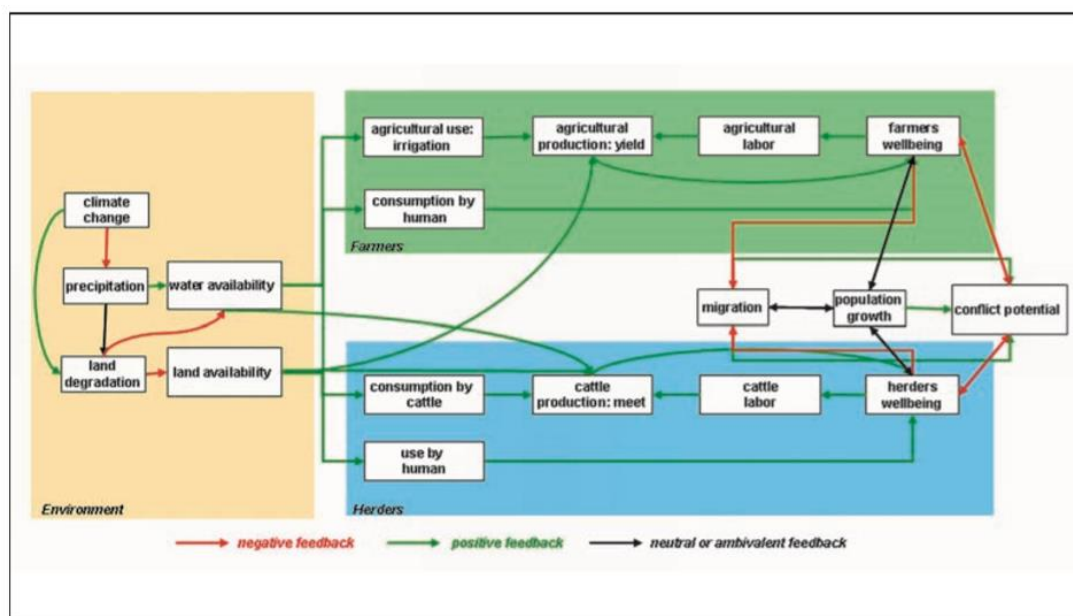 agricultural use:
irrigation
agricultural
production: yield
agricultural
labor
farmers
wellbeing
climate
change
consumption by
human
Farmers
precipitation
water availability
migration
population
growth
conflict potential
land
degradation
land availability
consumption by
cattle
cattle
production: meet
cattle
labor
herders
wellbeing
use by
human
Environment
Herders
negative feedback
positive feedback
neutral or ambivalent feedback